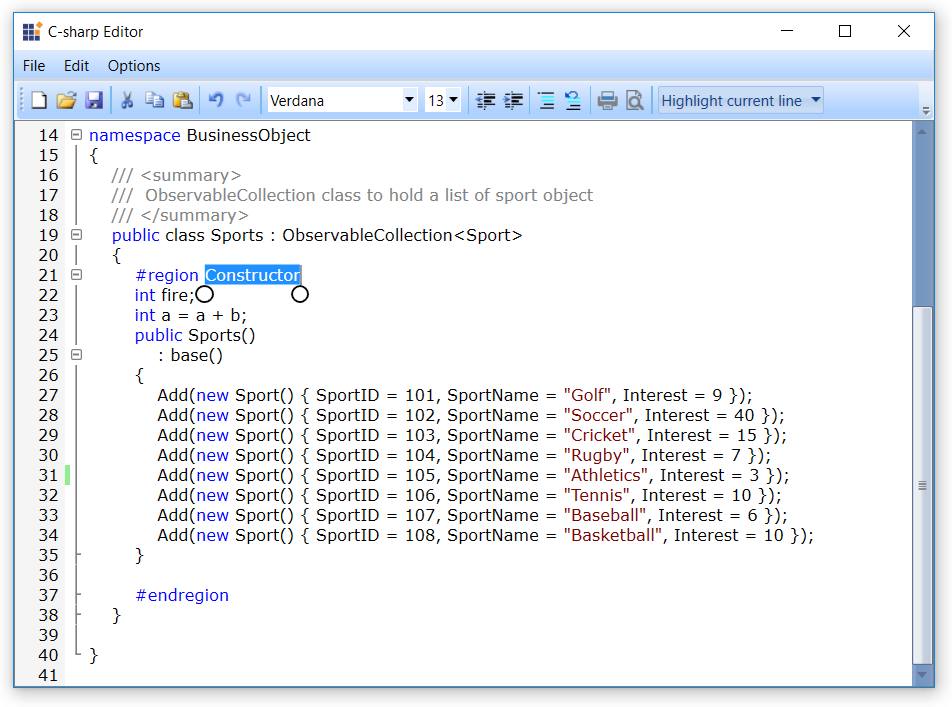 C-sharp Editor
File Edit Options
Verdana 13 Highlight current line
14 namespace BusinessObject
15 {
16 /// <summary>
17 /// ObservableCollection class to hold a list of sport object
18 /// </summary>
19 public class Sports : ObservableCollection<Sport>
20 {
21 #region Constructor
22 int fire;
23 int a = a + b;
24 public Sports()
25 : base()
26 {
27 Add(new Sport() { SportID = 101, SportName = "Golf", Interest = 9 });
28 Add(new Sport() { SportID = 102, SportName = "Soccer", Interest = 40 });
29 Add(new Sport() { SportID = 103, SportName = "Cricket", Interest = 15 });
30 Add(new Sport() { SportID = 104, SportName = "Rugby", Interest = 7 });
31 Add(new Sport() { SportID = 105, SportName = "Athletics", Interest = 3 });
32 Add(new Sport() { SportID = 106, SportName = "Tennis", Interest = 10 });
33 Add(new Sport() { SportID = 107, SportName = "Baseball", Interest = 6 });
34 Add(new Sport() { SportID = 108, SportName = "Basketball", Interest = 10 });
35 }
36
37 #endregion
38 }
39
40 }
41